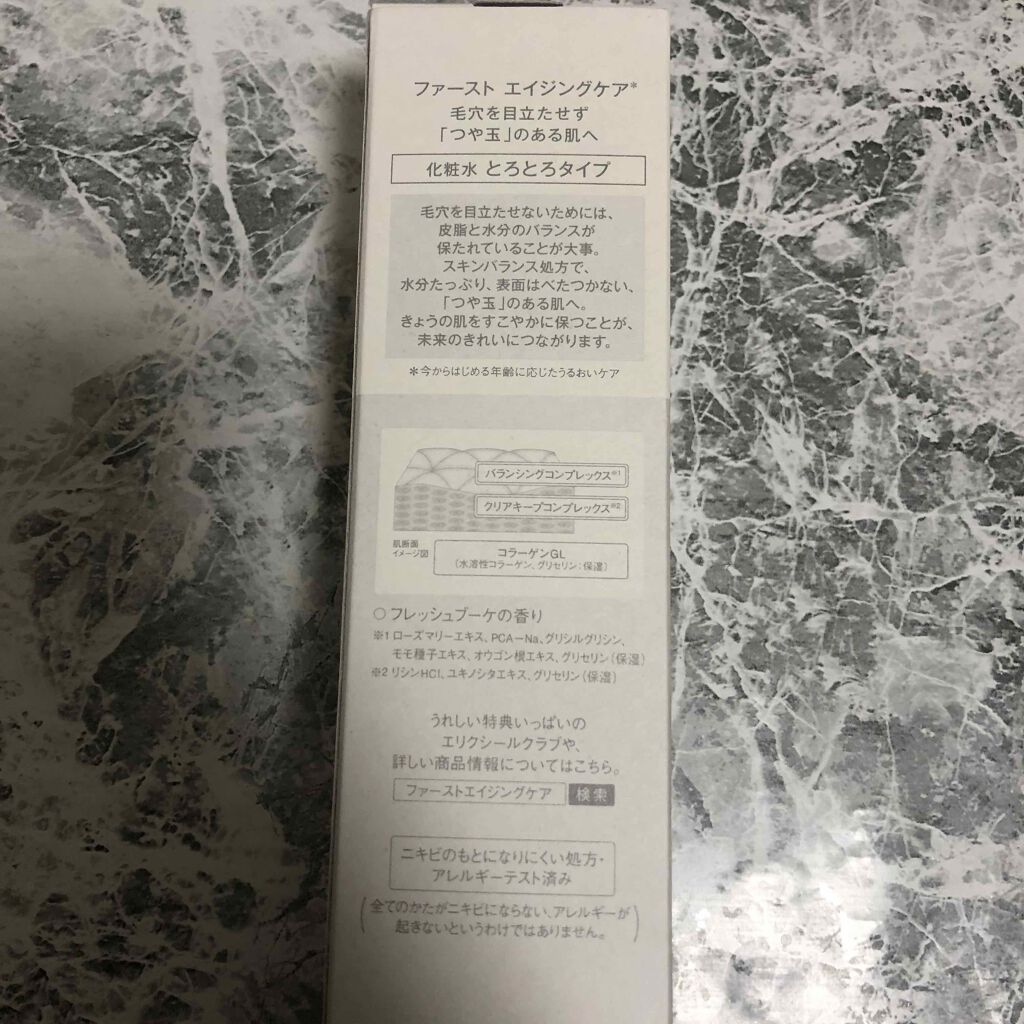 ファースト エイジングケア*
毛穴を目立たせず
「つや玉」のある肌へ
化粧水 とろとろタイプ
毛穴を目立たせないためには、
皮脂と水分のバランスが
保たれていることが大事。
スキンバランス処方で、
水分たっぷり、表面はべたつかない、
「つや玉」のある肌へ。
きょうの肌をすこやかに保つことが、
未来のきれいにつながります。
*今からはじめる年齢に応じたうるおいケア
バランシングコンプレックス※1
クリアキープコンプレックス※2
肌断面
イメージ図
コラーゲンGL
(水溶性コラーゲン、グリセリン:保湿)
○ フレッシュブーケの香り
※1 ローズマリーエキス、PCA-Na、グリシルグリシン、
モモ種子エキス、オウゴン根エキス、グリセリン(保湿)
※2 リシンHCl、ユキノシタエキス、グリセリン(保湿)
うれしい特典いっぱいの
エリクシールクラブや、
詳しい商品情報についてはこちら。
ファーストエイジングケア 検索
ニキビのもとになりにくい処方・
アレルギーテスト済み
(全てのかたがニキビにならない、アレルギーが
起きないというわけではありません。)